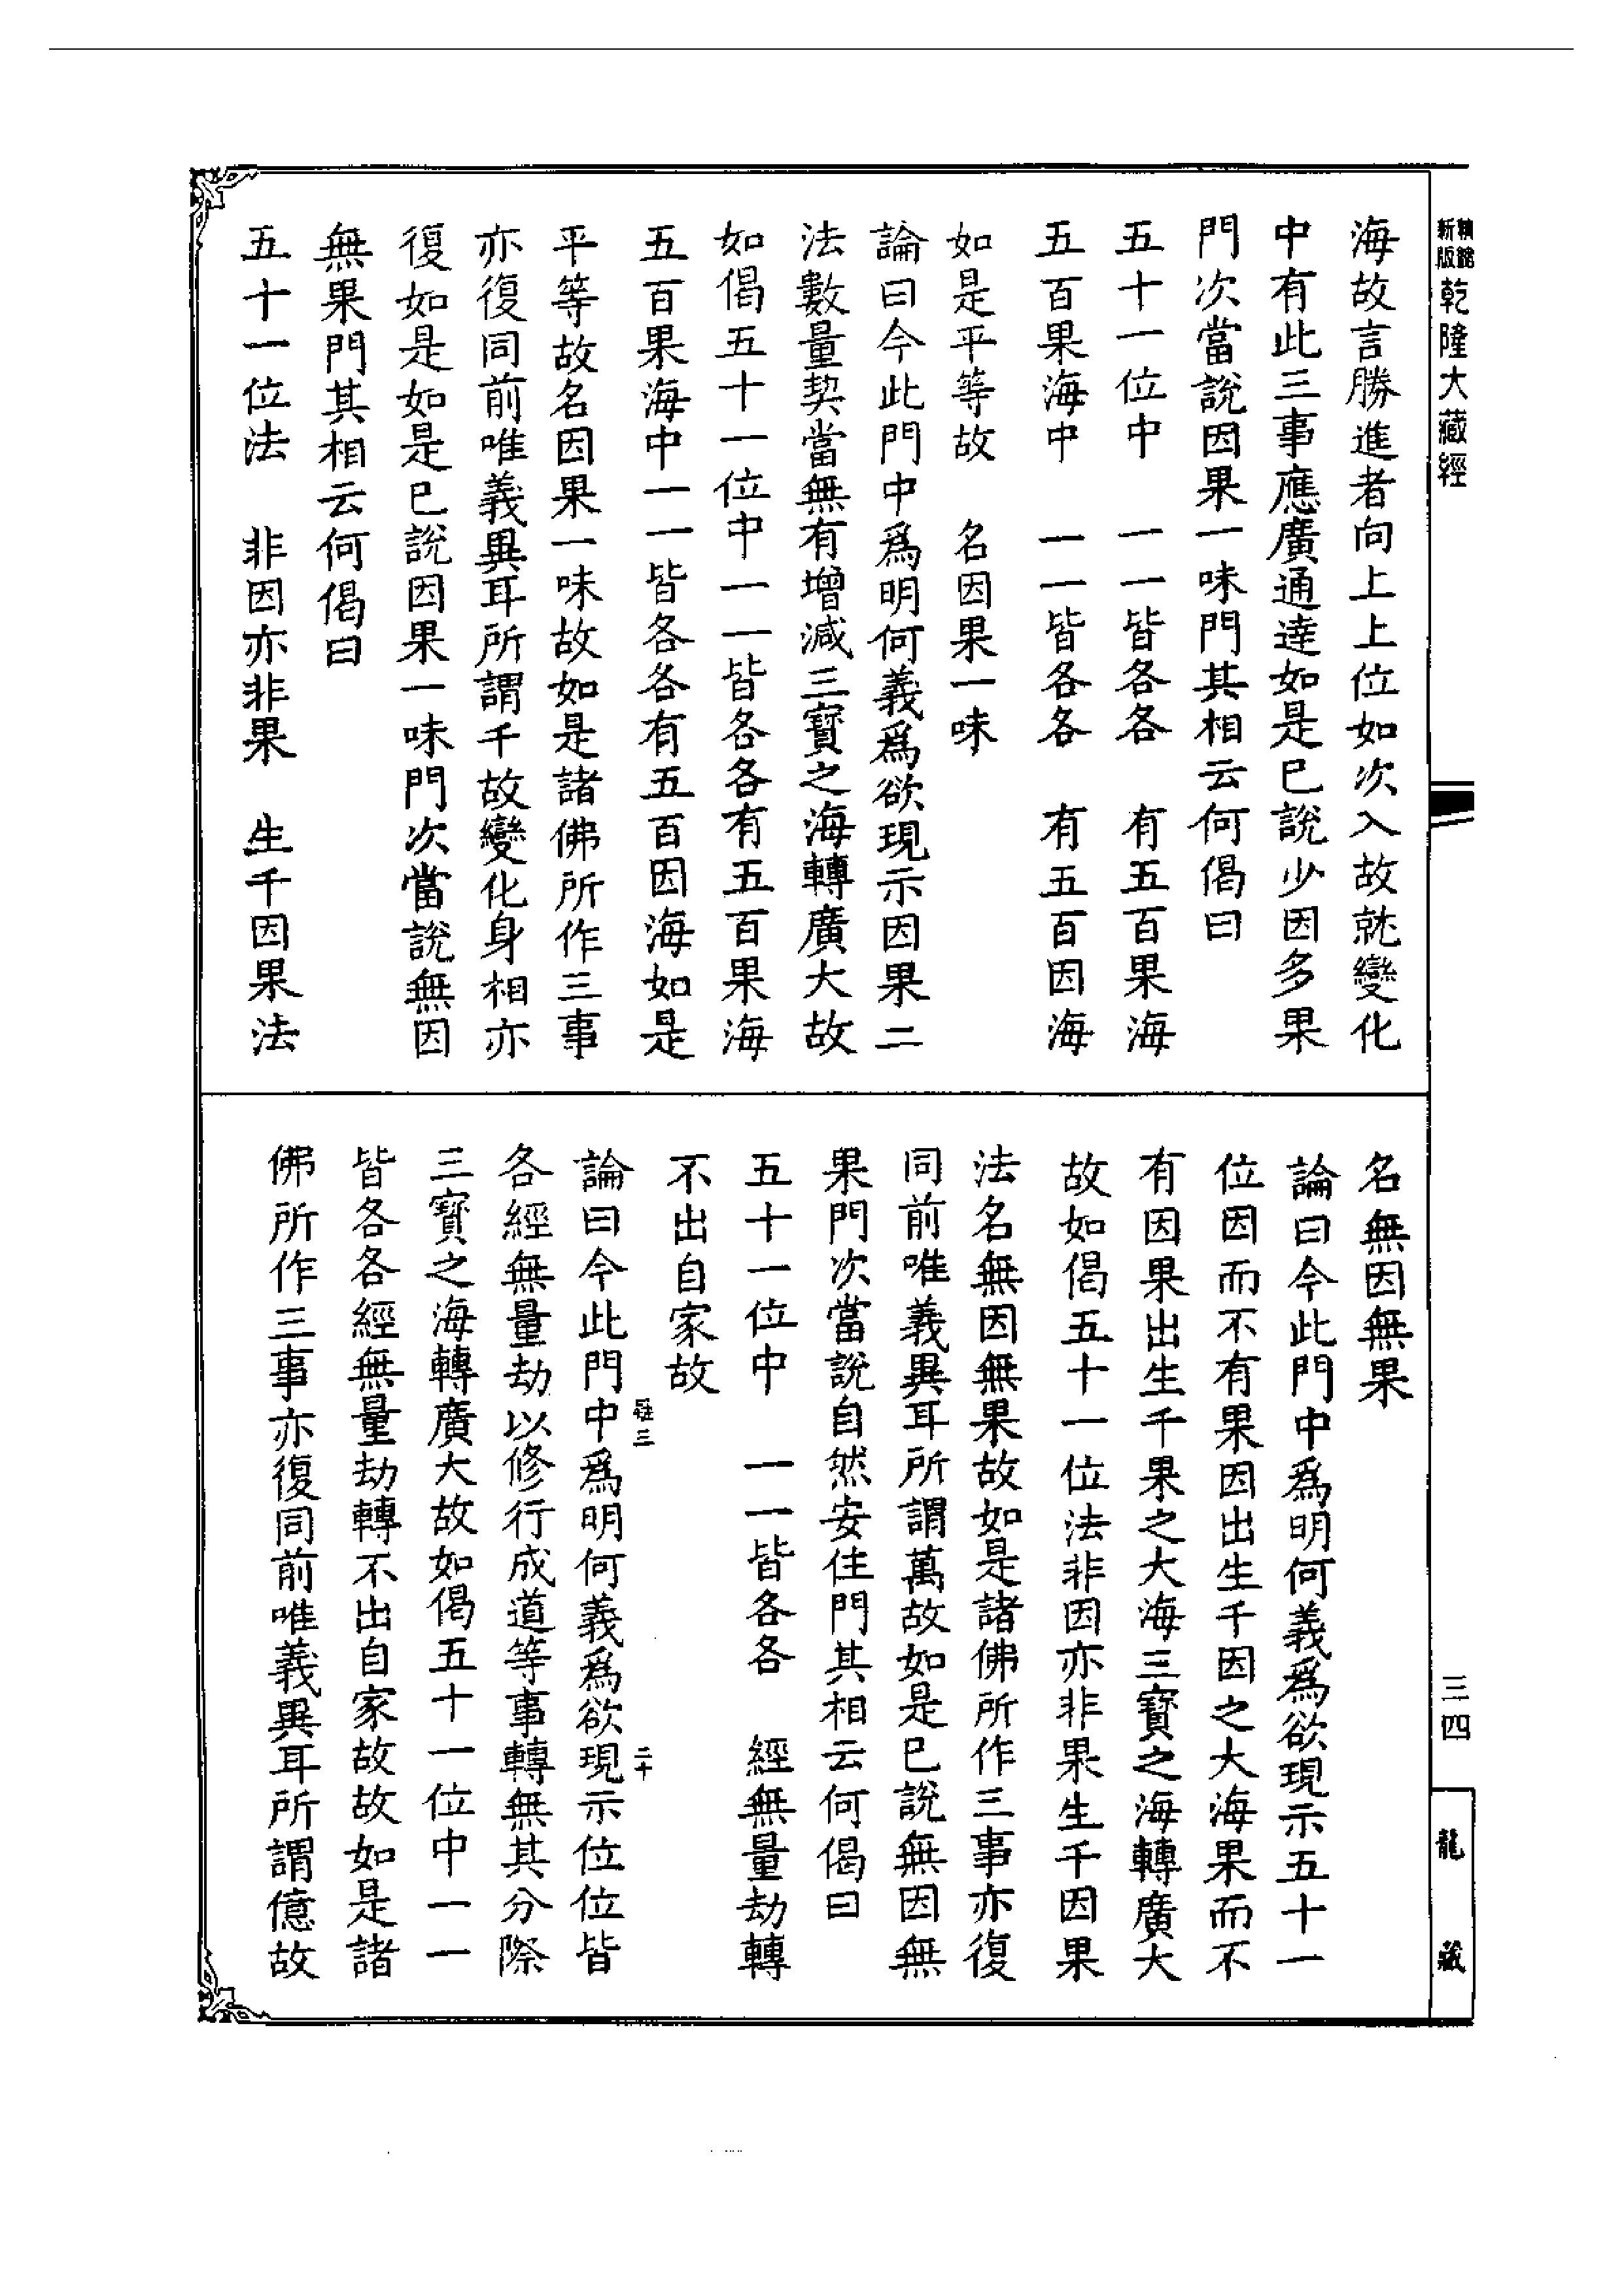 新版
乾隆大藏經
海故言勝進者向上上位如次入故就變化
中有此三事應廣通達如是已說少因多果
門次當說因果一味門其相云何偈曰
五十一位中　一一皆各各　有五百果海
五百果海中　一一皆各各　有五百因海
如是平等故　名因果一味
論曰今此門中爲明何義爲欲現示因果二
法數量契當無有增減三寶之海轉廣大故
如偈五十一位中一一皆各各有五百果海
五百果海中一一皆各各有五百因海如是
平等故名因果一味故如是諸佛所作三事
亦復同前唯義異耳所謂千故變化身相亦
復如是如是已說因果一味門次當說無因
無果門其相云何偈曰
五十一位法　非因亦非果　生千因果法
名無因無果
論曰今此門中爲明何義爲欲現示五十一
位因而不有果因出生千因之大海果而不
有因果出生千果之大海三寶之海轉廣大
故如偈五十一位法非因亦非果生千因果
法名無因無果故如是諸佛所作三事亦復
同前唯義異耳所謂萬故如是已說無因無
果門次當說自然安住門其相云何偈曰
五十一位中　一一皆各各　經無量劫轉
不出自家故
三
二十
論曰今此門中爲明何義爲欲現示位位皆
各經無量劫以修行成道等事轉無其分際
三寶之海轉廣大故如偈五十一位中一一
皆各各經無量劫轉不出自家故故如是諸
佛所作三事亦復同前唯義異耳所謂億故
三四
龍藏